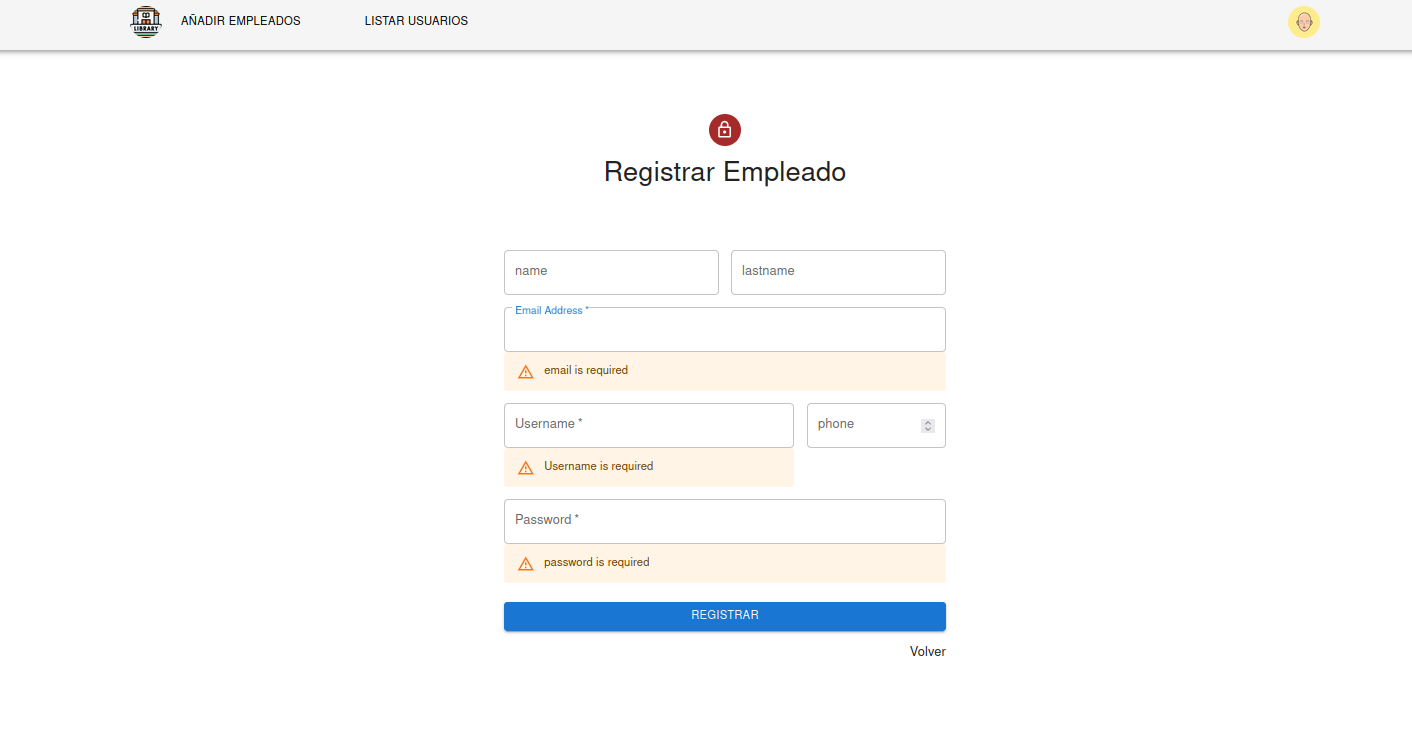 LIBRARY
AÑADIR EMPLEADOS
LISTAR USUARIOS
Registrar Empleado
name
lastname
Email Address *
email is required
Username *
phone
Username is required
Password *
password is required
REGISTRAR
Volver